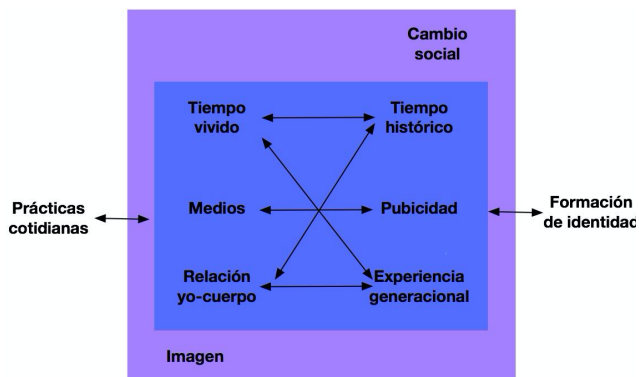 Cambio
social
Tiempo
vivido
Tiempo
histórico
Prácticas
cotidianas
Medios
Pubicidad
Formación
de identidad
Relación
yo-cuerpo
Experiencia
generacional
Imagen